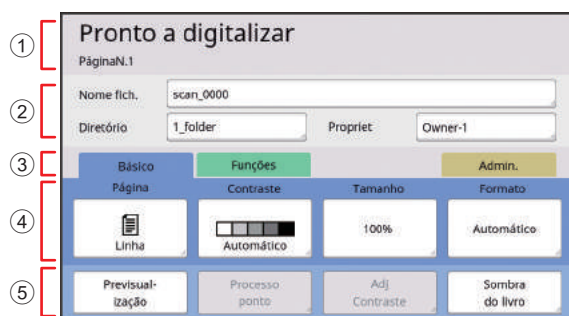 ① Pronto a digitalizar
PáginaN.1
② Nome fich. scan_0000
Diretório 1_folder Propriet Owner-1
③ Básico Funções Admin.
Página Contraste Tamanho Formato
④ Linha Automático 100% Automático
⑤ Previsual- Processo Adj Sombra
ização ponto Contraste do livro